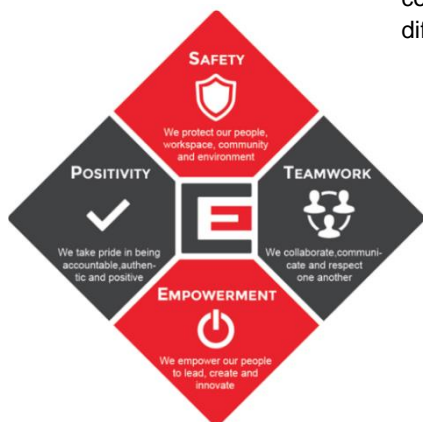 SAFETY
We protect our people,
workspace, community
and environment
POSITIVITY
We take pride in being
accountable,authen-
tic and positive
TEAMWORK
We collaborate,communi-
cate and respect
one another
E
EMPOWERMENT
We empower our people
to lead, create and
innovate